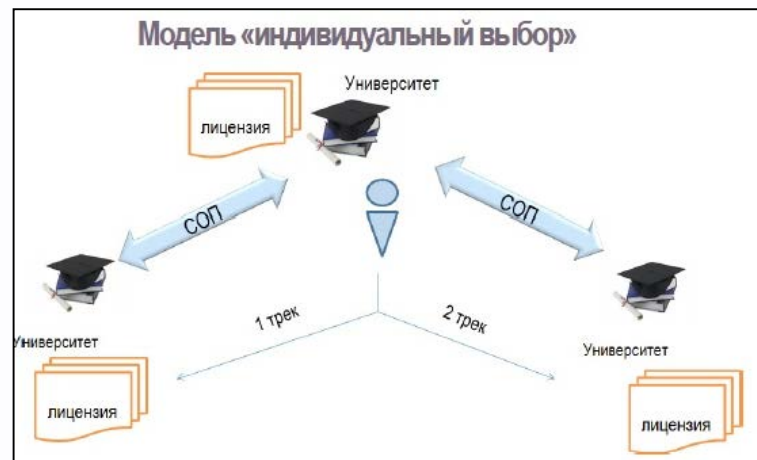 Модель «индивидуальный выбор»
Университет
лицензия
СОП
СОП
1 трек
2 трек
Университет
Университет
лицензия
лицензия